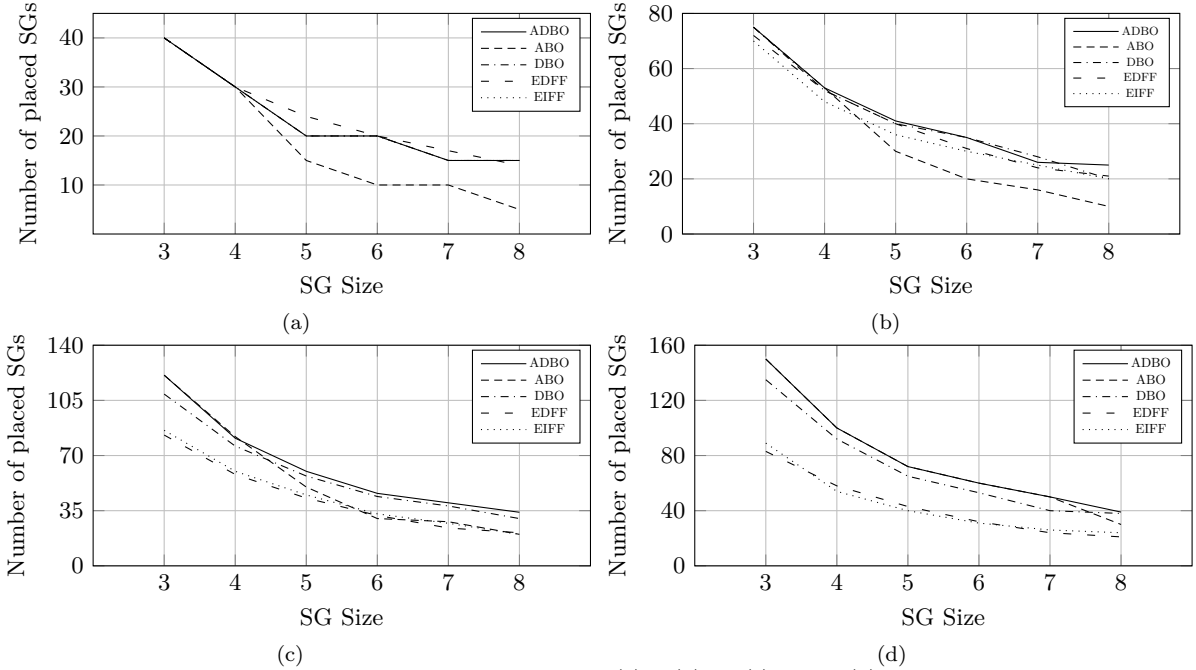 Number of placed SGs
40
30
20
10
3 4 5 6 7 8
SG Size
ADBO
ABO
DBO
EDFF
EIFF
(a)
Number of placed SGs
80
60
40
20
0
3 4 5 6 7 8
SG Size
ADBO
ABO
DBO
EDFF
EIFF
(b)
Number of placed SGs
140
105
70
35
0
3 4 5 6 7 8
SG Size
ADBO
ABO
DBO
EDFF
EIFF
(c)
Number of placed SGs
160
120
80
40
0
3 4 5 6 7 8
SG Size
ADBO
ABO
DBO
EDFF
EIFF
(d)